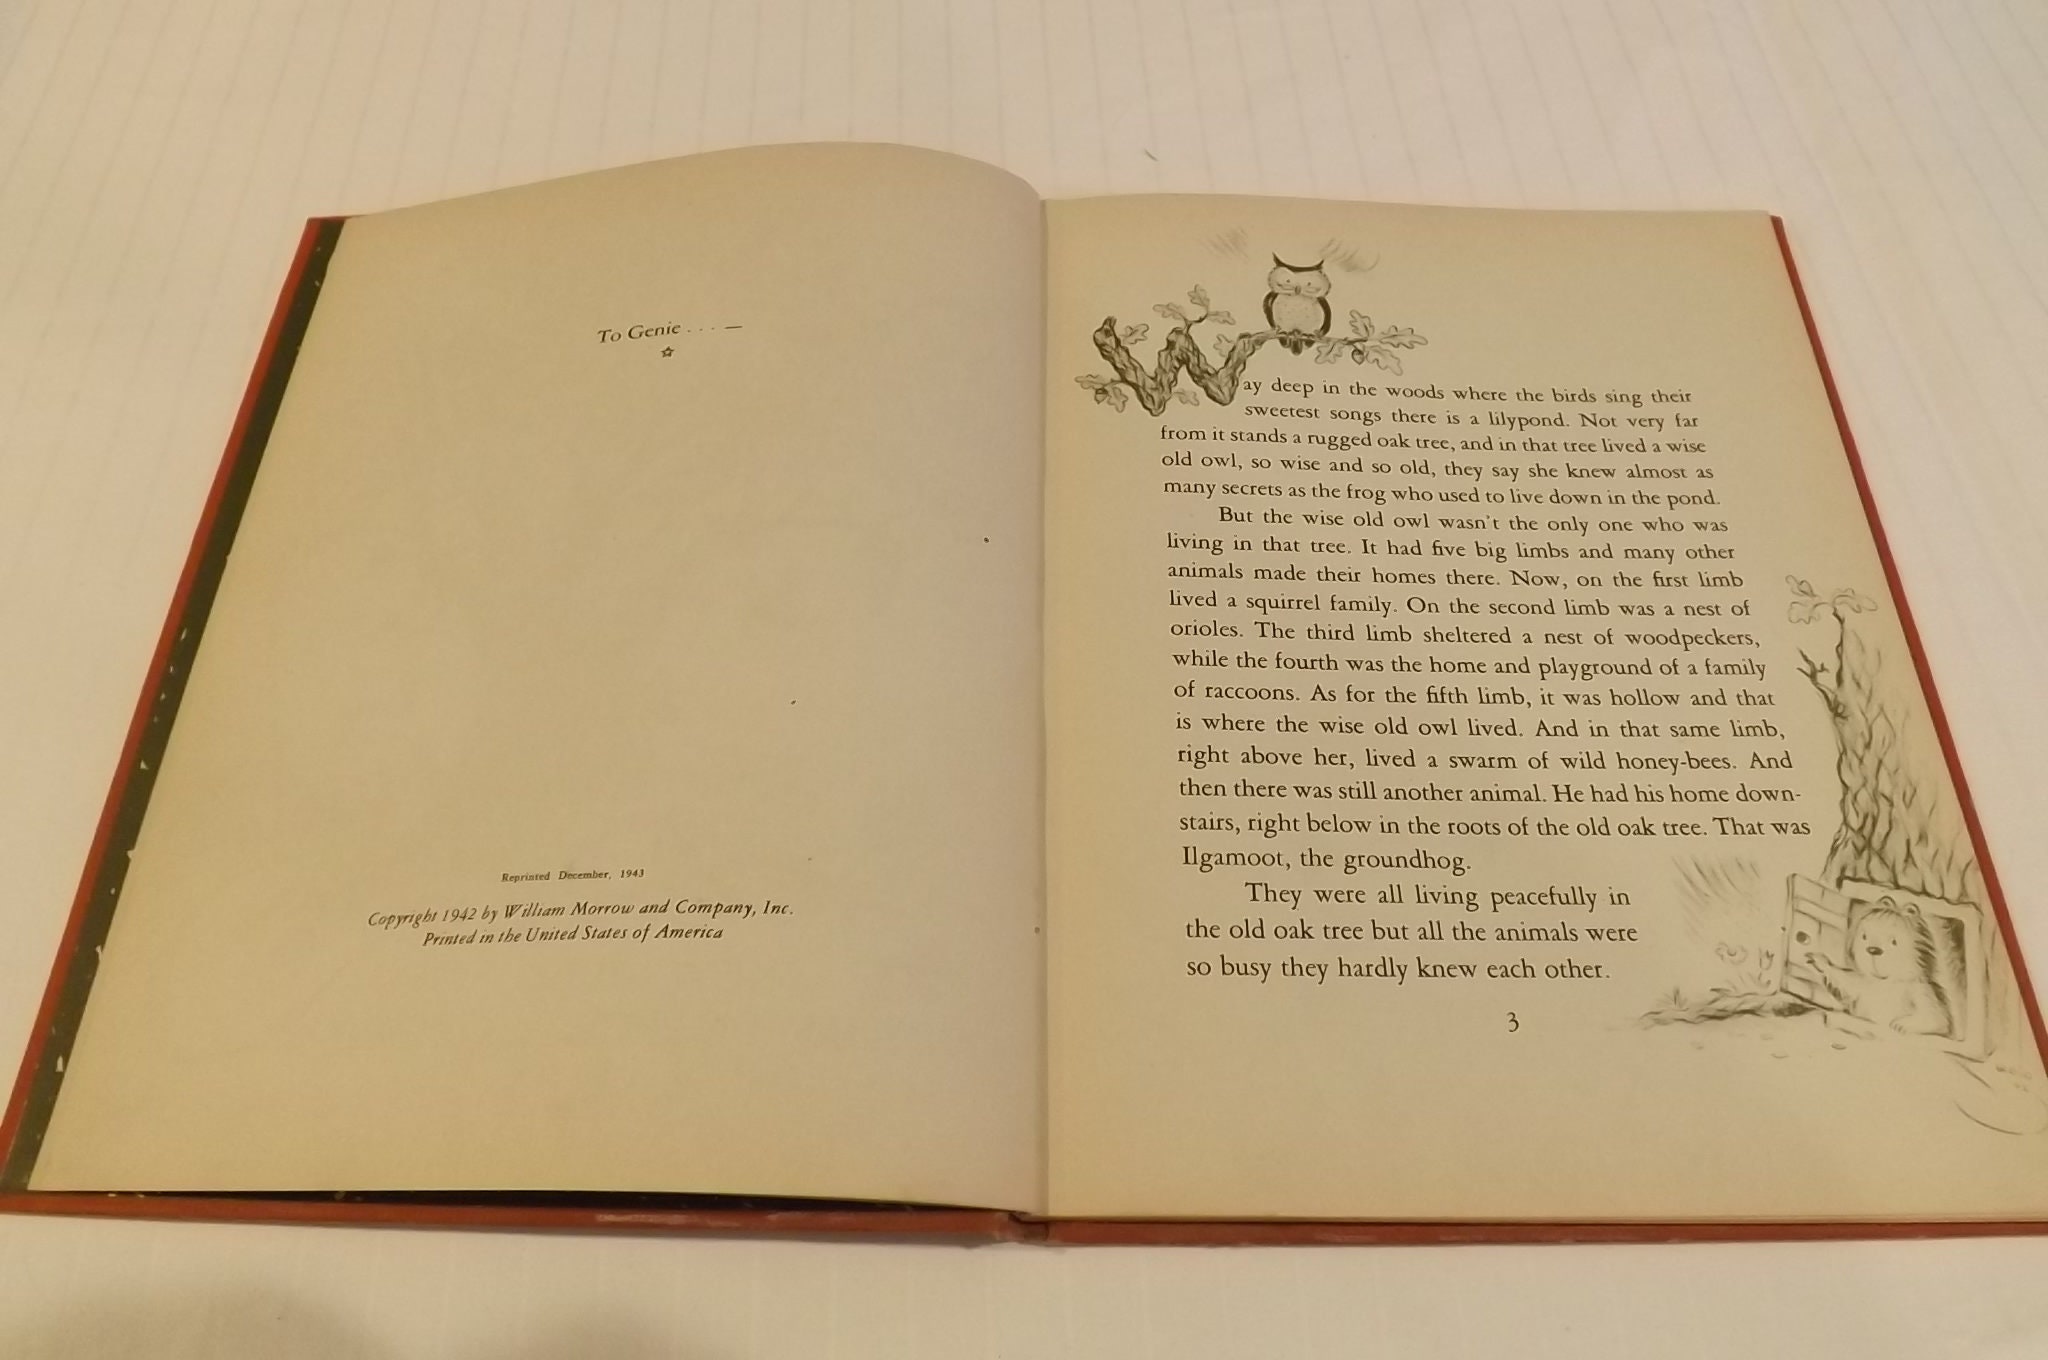 To Genie . . . —
Reprinted December, 1943
Copyright 1942 by William Morrow and Company, Inc.
Printed in the United States of America
Way deep in the woods where the birds sing their
sweetest songs there is a lilypond. Not very far
from it stands a rugged oak tree, and in that tree lived a wise
old owl, so wise and so old, they say she knew almost as
many secrets as the frog who used to live down in the pond.
But the wise old owl wasn't the only one who was
living in that tree. It had five big limbs and many other
animals made their homes there. Now, on the first limb
lived a squirrel family. On the second limb was a nest of
orioles. The third limb sheltered a nest of woodpeckers,
while the fourth was the home and playground of a family
of raccoons. As for the fifth limb, it was hollow and that
is where the wise old owl lived. And in that same limb,
right above her, lived a swarm of wild honey-bees. And
then there was still another animal. He had his home down-
stairs, right below in the roots of the old oak tree. That was
Ilgamoot, the groundhog.
They were all living peacefully in
the old oak tree but all the animals were
so busy they hardly knew each other.
3